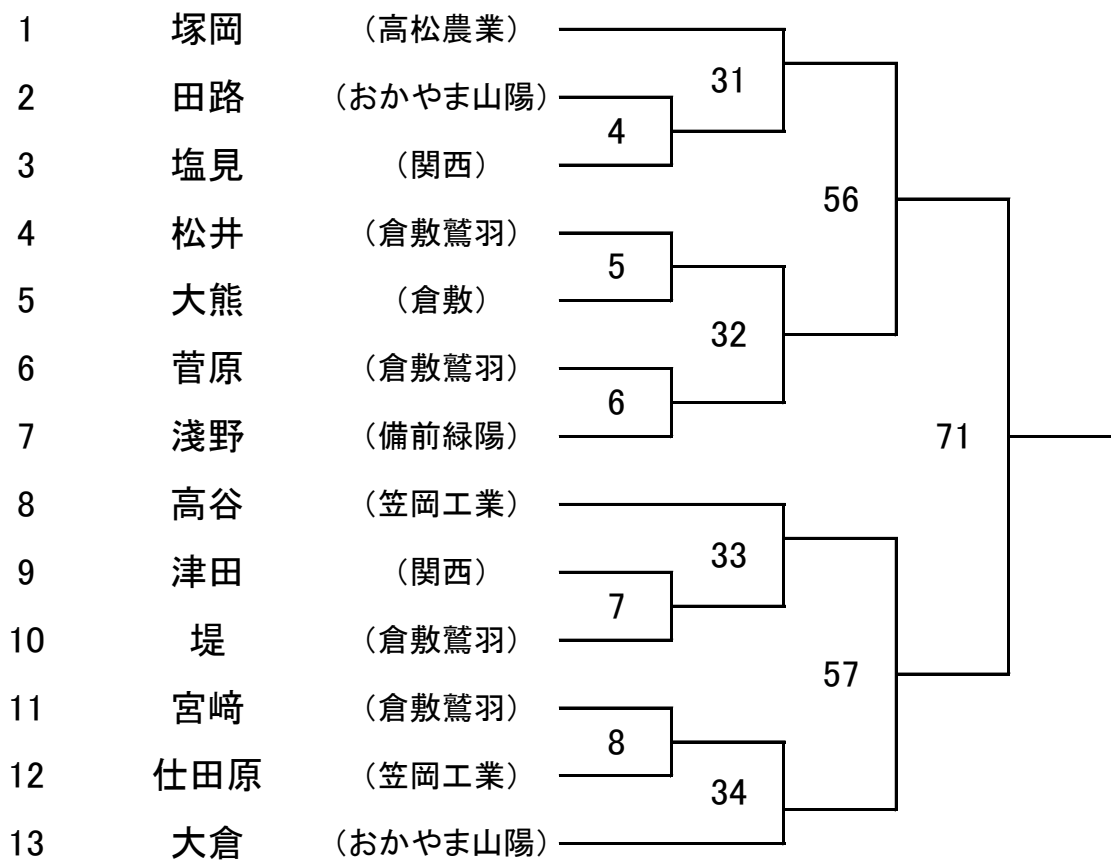 1 塚岡 （高松農業）
31
2 田路 （おかやま山陽）
4
3 塩見 （関西）
56
4 松井 （倉敷鷲羽）
5
5 大熊 （倉敷）
32
6 菅原 （倉敷鷲羽）
6
7 淺野 （備前緑陽）
71
8 高谷 （笠岡工業）
33
9 津田 （関西）
7
10 堤 （倉敷鷲羽）
57
11 宮﨑 （倉敷鷲羽）
8
12 仕田原 （笠岡工業）
34
13 大倉 （おかやま山陽）